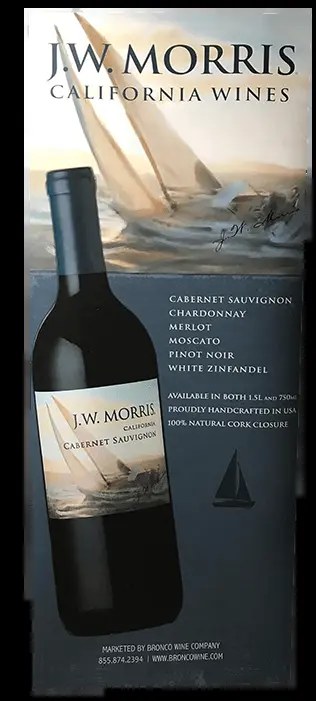 J.W. MORRIS
CALIFORNIA WINES
CABERNET SAUVIGNON
CHARDONNAY
MERLOT
MOSCATO
PINOT NOIR
WHITE ZINFANDEL
AVAILABLE IN BOTH 1.5L AND 750ml
PROUDLY HANDCRAFTED IN USA
100% NATURAL CORK CLOSURE
J.W. MORRIS.
CALIFORNIA
CABERNET SAUVIGNON
MARKETED BY BRONCO WINE COMPANY
855.874.2394 | WWW.BRONCOWINE.COM